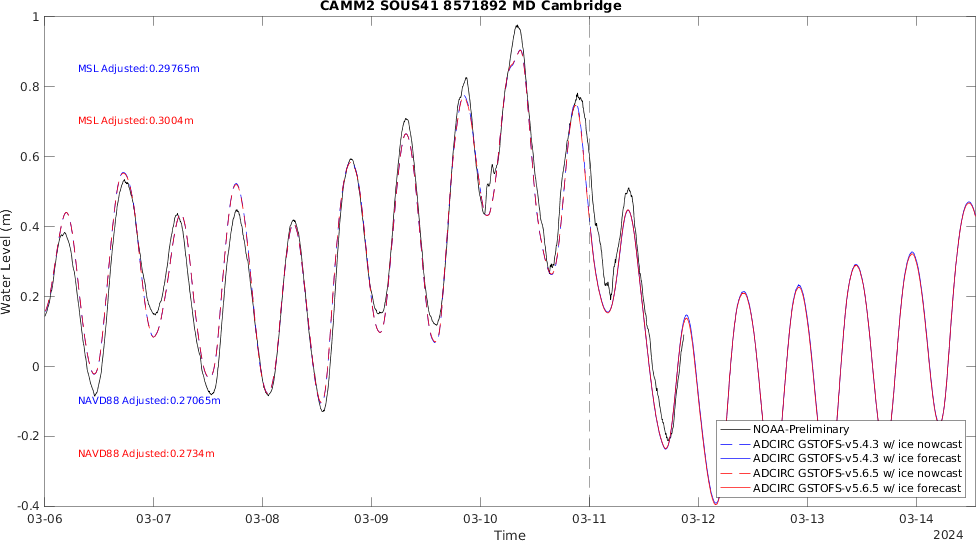 CAMM2 SOUS41 8571892 MD Cambridge
1
0.8
0.6
0.4
0.2
0
-0.2
-0.4
Water Level (m)
MSL Adjusted:0.29765m
MSL Adjusted:0.3004m
NAVD88 Adjusted:0.27065m
NAVD88 Adjusted:0.2734m
NOAA-Preliminary
ADCIRC GSTOFS-v5.4.3 w/ ice nowcast
ADCIRC GSTOFS-v5.4.3 w/ ice forecast
ADCIRC GSTOFS-v5.6.5 w/ ice nowcast
ADCIRC GSTOFS-v5.6.5 w/ ice forecast
03-06 03-07 03-08 03-09 03-10 03-11 03-12 03-13 03-14
Time
2024